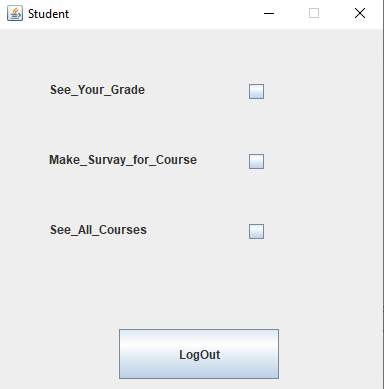 Student
See_Your_Grade
Make_Survay_for_Course
See_All_Courses
LogOut